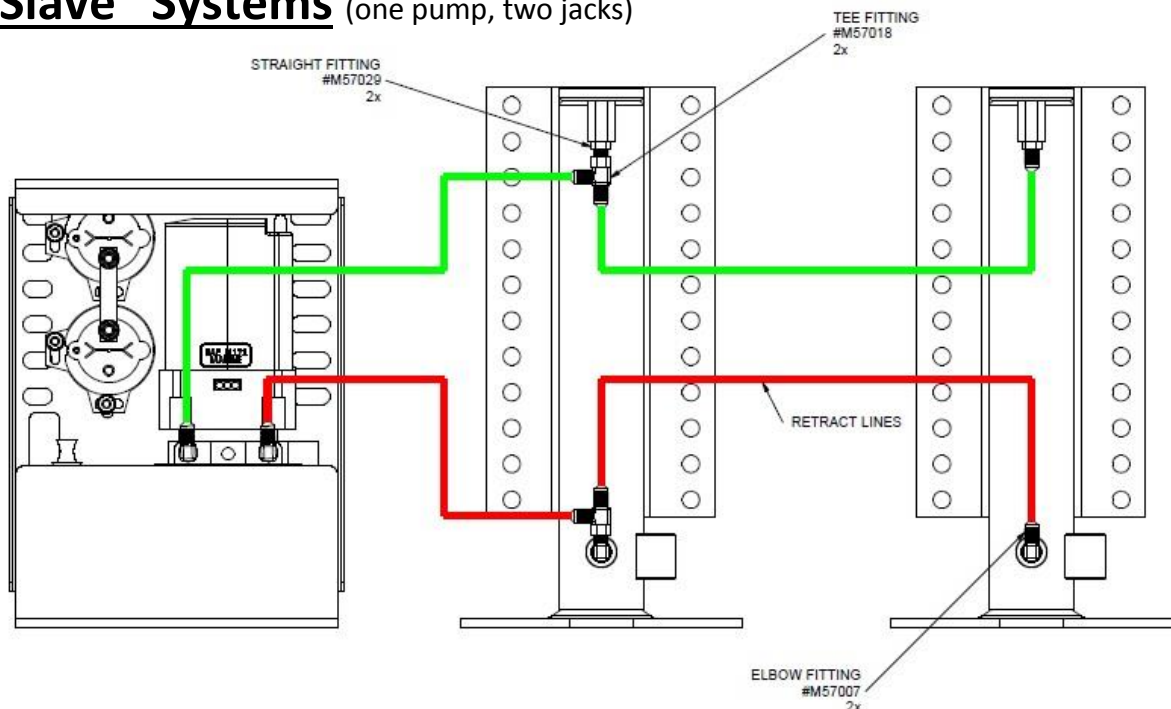 Slave" Systems (one pump, two jacks)
TEE FITTING
#M57018
2x
STRAIGHT FITTING
#M57029
2x
RETRACT LINES
ELBOW FITTING
#M57007
2x